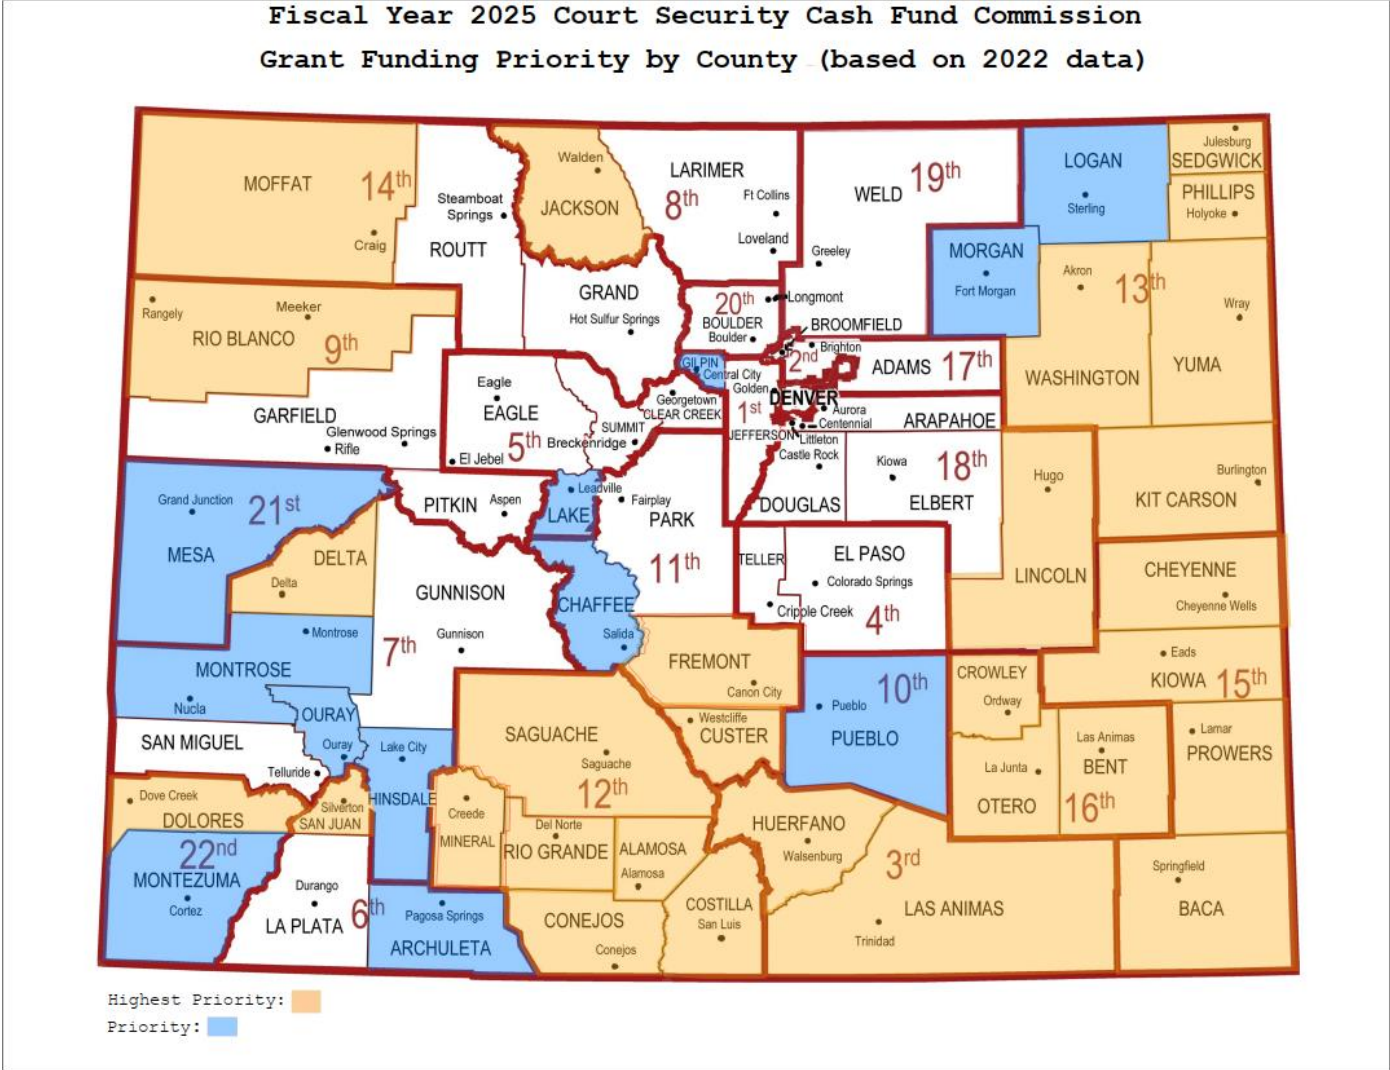 Fiscal Year 2025 Court Security Cash Fund Commission
Grant Funding Priority by County (based on 2022 data)
MOFFAT
14th
Craig
Steamboat
Springs
ROUTT
Walden
JACKSON
LARIMER
8th
Ft Collins
Loveland
WELD
19th
Greeley
LOGAN
Sterling
Julesburg
SEDGWICK
PHILLIPS
Holyoke
MORGAN
Fort Morgan
Akron
13th
WASHINGTON
Wray
YUMA
Rangely
Meeker
RIO BLANCO
9th
GRAND
Hot Sulfur Springs
20th
BOULDER
Boulder
Longmont
BROOMFIELD
Brighton
2nd
ADAMS
17th
GILPIN
Central City
Golden
Georgetown
CLEAR CREEK
1st
JEFFERSON
DENVER
Aurora
Centennial
Littleton
ARAPAHOE
GARFIELD
Glenwood Springs
Rifle
Eagle
EAGLE
5th
El Jebel
SUMMIT
Breckenridge
Castle Rock
DOUGLAS
Kiowa
18th
ELBERT
Hugo
LINCOLN
Burlington
KIT CARSON
Grand Junction
21st
MESA
PITKIN
Aspen
Leadville
LAKE
Fairplay
PARK
11th
TELLER
EL PASO
Colorado Springs
Cripple Creek
4th
CHEYENNE
Cheyenne Wells
DELTA
Delta
GUNNISON
Gunnison
7th
CHAFFEE
Salida
FREMONT
Canon City
Montrose
MONTROSE
Nucla
OURAY
Ouray
Westcliffe
CUSTER
10th
Pueblo
PUEBLO
CROWLEY
Ordway
Eads
KIOWA
15th
SAN MIGUEL
Telluride
Lake City
HINSDALE
SAGUACHE
Saguache
12th
La Junta
OTERO
Las Animas
BENT
16th
Lamar
PROWERS
Dove Creek
DOLORES
Silverton
SAN JUAN
Creede
MINERAL
Del Norte
RIO GRANDE
ALAMOSA
Alamosa
HUERFANO
Walsenburg
3rd
22nd
MONTEZUMA
Cortez
Durango
LA PLATA
6th
Pagosa Springs
ARCHULETA
CONEJOS
Conejos
COSTILLA
San Luis
LAS ANIMAS
Trinidad
Springfield
BACA
Highest Priority:
Priority: